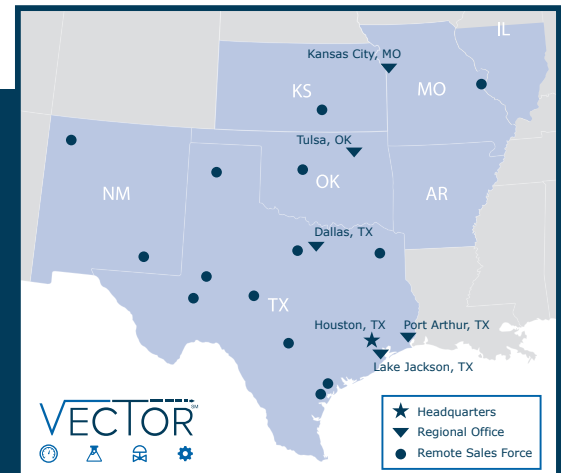 IL
Kansas City, MO
KS
MO
Tulsa, OK
OK
NM
AR
Dallas, TX
TX
Houston, TX
Port Arthur, TX
Lake Jackson, TX
VECTOR SM
Headquarters
Regional Office
Remote Sales Force